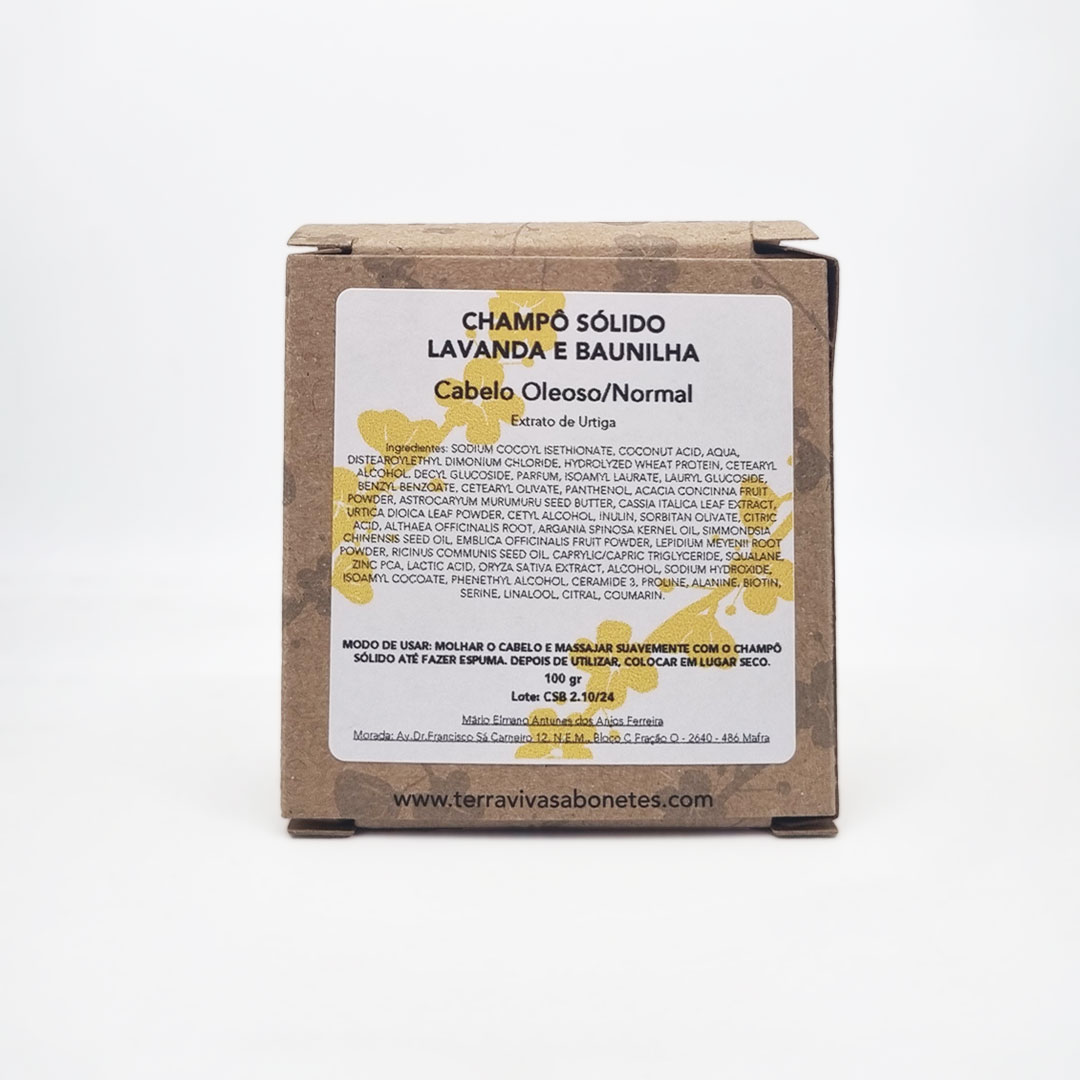 CHAMPÔ SÓLIDO
LAVANDA E BAUNILHA
Cabelo Oleoso/Normal
Extrato de Urtiga
Ingredientes: SODIUM COCOYL ISETHIONATE, COCONUT ACID, AQUA,
DISTEAROYLETHYL DIMONIUM CHLORIDE, HYDROLYZED WHEAT PROTEIN, CETEARYL
ALCOHOL, DECYL GLUCOSIDE, PARFUM, ISOAMYL LAURATE, LAURYL GLUCOSIDE,
BENZYL BENZOATE, CETEARYL OLIVATE, PANTHENOL, ACACIA CONCINNA FRUIT
POWDER, ASTROCARYUM MURUMURU SEED BUTTER, CASSIA ITALICA LEAF EXTRACT,
URTICA DIOICA LEAF POWDER, CETYL ALCOHOL, INULIN, SORBITAN OLIVATE, CITRIC
ACID, ALTHAEA OFFICINALIS ROOT, ARGANIA SPINOSA KERNEL OIL, SIMMONDSIA
CHINENSIS SEED OIL, EMBLICA OFFICINALIS FRUIT POWDER, LEPIDIUM MEYENII ROOT
POWDER, RICINUS COMMUNIS SEED OIL, CAPRYLIC/CAPRIC TRIGLYCERIDE, SQUALANE,
ZINC PCA, LACTIC ACID, ORYZA SATIVA EXTRACT, ALCOHOL, SODIUM HYDROXIDE,
ISOAMYL COCOATE, PHENETHYL ALCOHOL, CERAMIDE 3, PROLINE, ALANINE, BIOTIN,
SERINE, LINALOOL, CITRAL, COUMARIN.
MODO DE USAR: MOLHAR O CABELO E MASSAJAR SUAVEMENTE COM O CHAMPÔ
SÓLIDO ATÉ FAZER ESPUMA. DEPOIS DE UTILIZAR, COLOCAR EM LUGAR SECO.
100 gr
Lote: CSB 2.10/24
Mário Elmano Antunes dos Anjos Ferreira
Morada: Av.Dr.Francisco Sá Carneiro 12, N.E.M., Bloco C Fração O - 2640 - 486 Mafra
www.terravivasabonetes.com